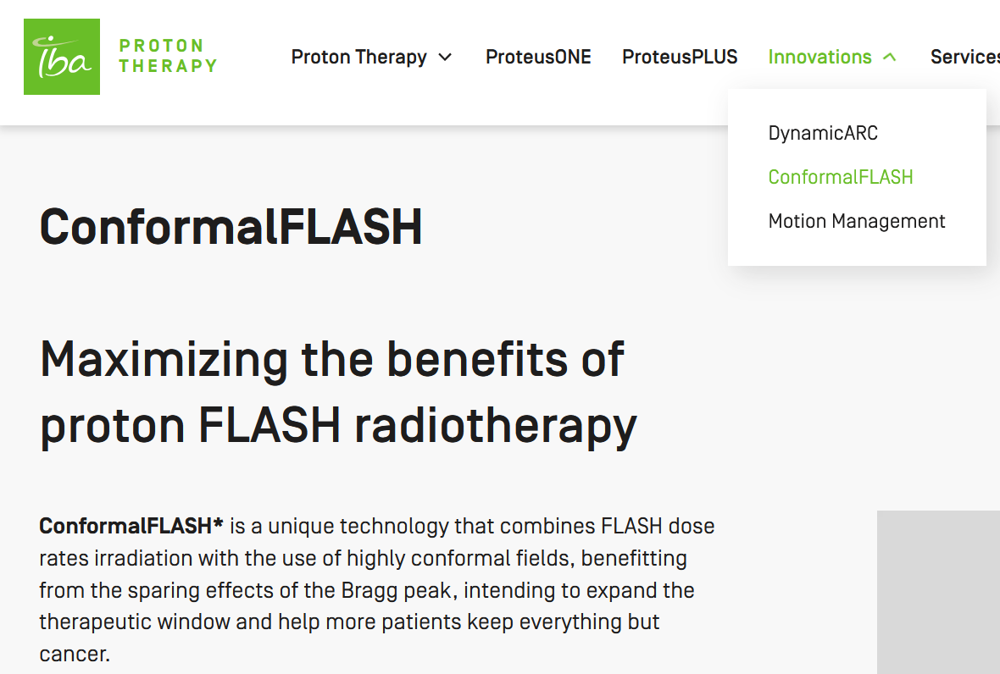 iba
PROTON
THERAPY
Proton Therapy
ProteusONE
ProteusPLUS
Innovations
Services
DynamicARC
ConformalFLASH
Motion Management
ConformalFLASH
Maximizing the benefits of
proton FLASH radiotherapy
ConformalFLASH* is a unique technology that combines FLASH dose
rates irradiation with the use of highly conformal fields, benefitting
from the sparing effects of the Bragg peak, intending to expand the
therapeutic window and help more patients keep everything but
cancer.